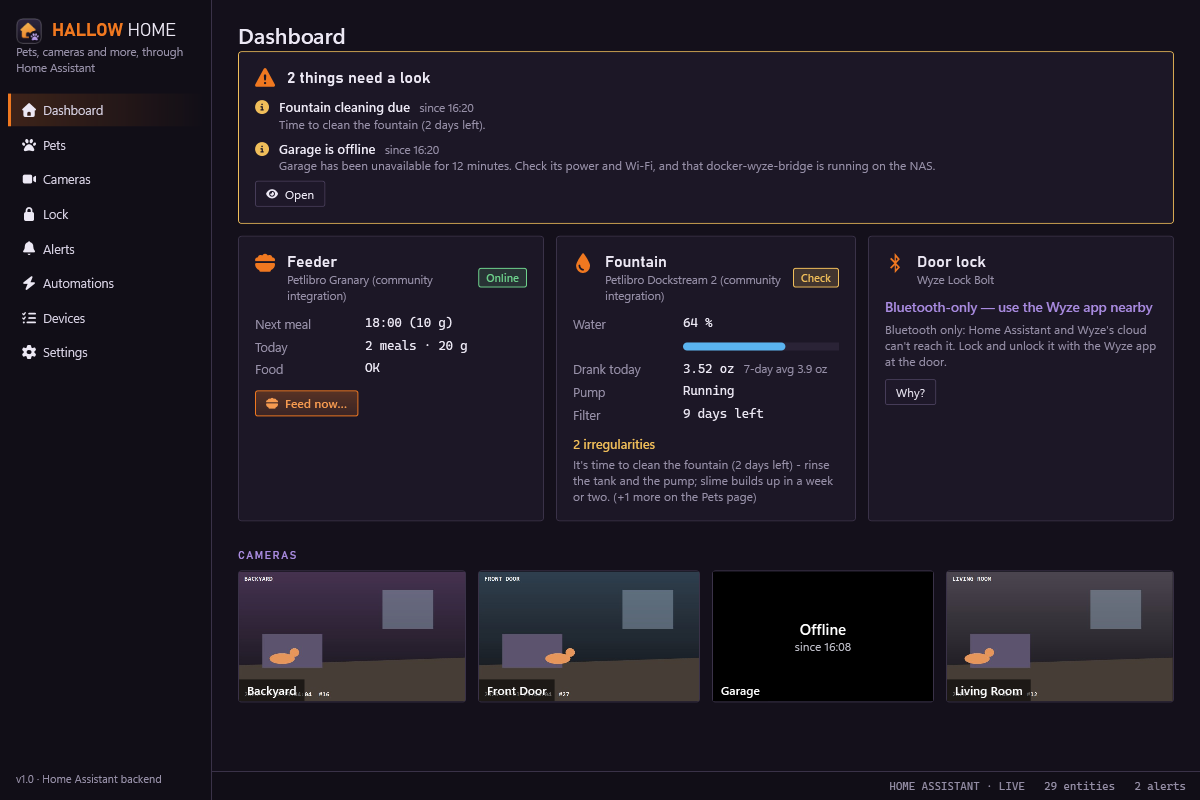 HALLOW HOME
Pets, cameras and more, through
Home Assistant
Dashboard
Pets
Cameras
Lock
Alerts
Automations
Devices
Settings
v1.0 · Home Assistant backend
Dashboard
2 things need a look
Fountain cleaning due since 16:20
Time to clean the fountain (2 days left).
Garage is offline since 16:20
Garage has been unavailable for 12 minutes. Check its power and Wi-Fi, and that docker-wyze-bridge is running on the NAS.
Open
Feeder
Petlibro Granary (community
integration)
Online
Next meal 18:00 (10 g)
Today 2 meals · 20 g
Food OK
Feed now...
Fountain
Petlibro Dockstream 2 (community
integration)
Check
Water 64 %
Drank today 3.52 oz 7-day avg 3.9 oz
Pump Running
Filter 9 days left
2 irregularities
It's time to clean the fountain (2 days left) - rinse
the tank and the pump; slime builds up in a week
or two. (+1 more on the Pets page)
Door lock
Wyze Lock Bolt
Bluetooth-only — use the Wyze app nearby
Bluetooth only: Home Assistant and Wyze's cloud
can't reach it. Lock and unlock it with the Wyze app
at the door.
Why?
CAMERAS
BACKYARD
Backyard
#16
FRONT DOOR
Front Door
#27
Offline
since 16:08
Garage
LIVING ROOM
Living Room
HOME ASSISTANT · LIVE 29 entities 2 alerts